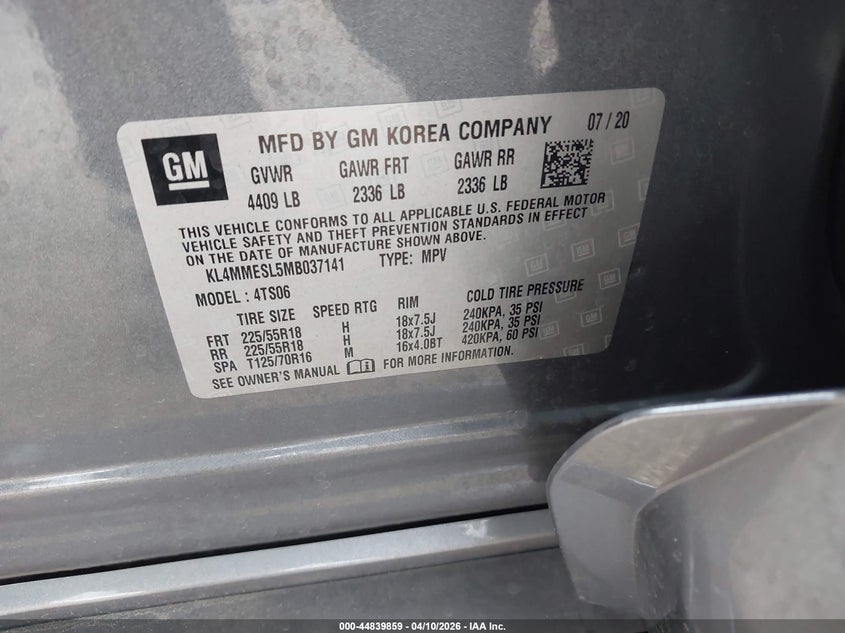 GM
MFD BY GM KOREA COMPANY 07 / 20
GVWR GAWR FRT GAWR RR
4409 LB 2336 LB 2336 LB
THIS VEHICLE CONFORMS TO ALL APPLICABLE U.S. FEDERAL MOTOR
VEHICLE SAFETY AND THEFT PREVENTION STANDARDS IN EFFECT
ON THE DATE OF MANUFACTURE SHOWN ABOVE.
KL4MMESL5MB037141 TYPE: MPV
MODEL : 4TS06
TIRE SIZE SPEED RTG RIM COLD TIRE PRESSURE
FRT 225/55R18 H 18x7.5J 240KPA, 35 PSI
RR 225/55R18 H 18x7.5J 240KPA, 35 PSI
SPA T125/70R16 M 16x4.0BT 420KPA, 60 PSI
SEE OWNER'S MANUAL FOR MORE INFORMATION.
000-44839859 - 04/10/2026 - IAA Inc.